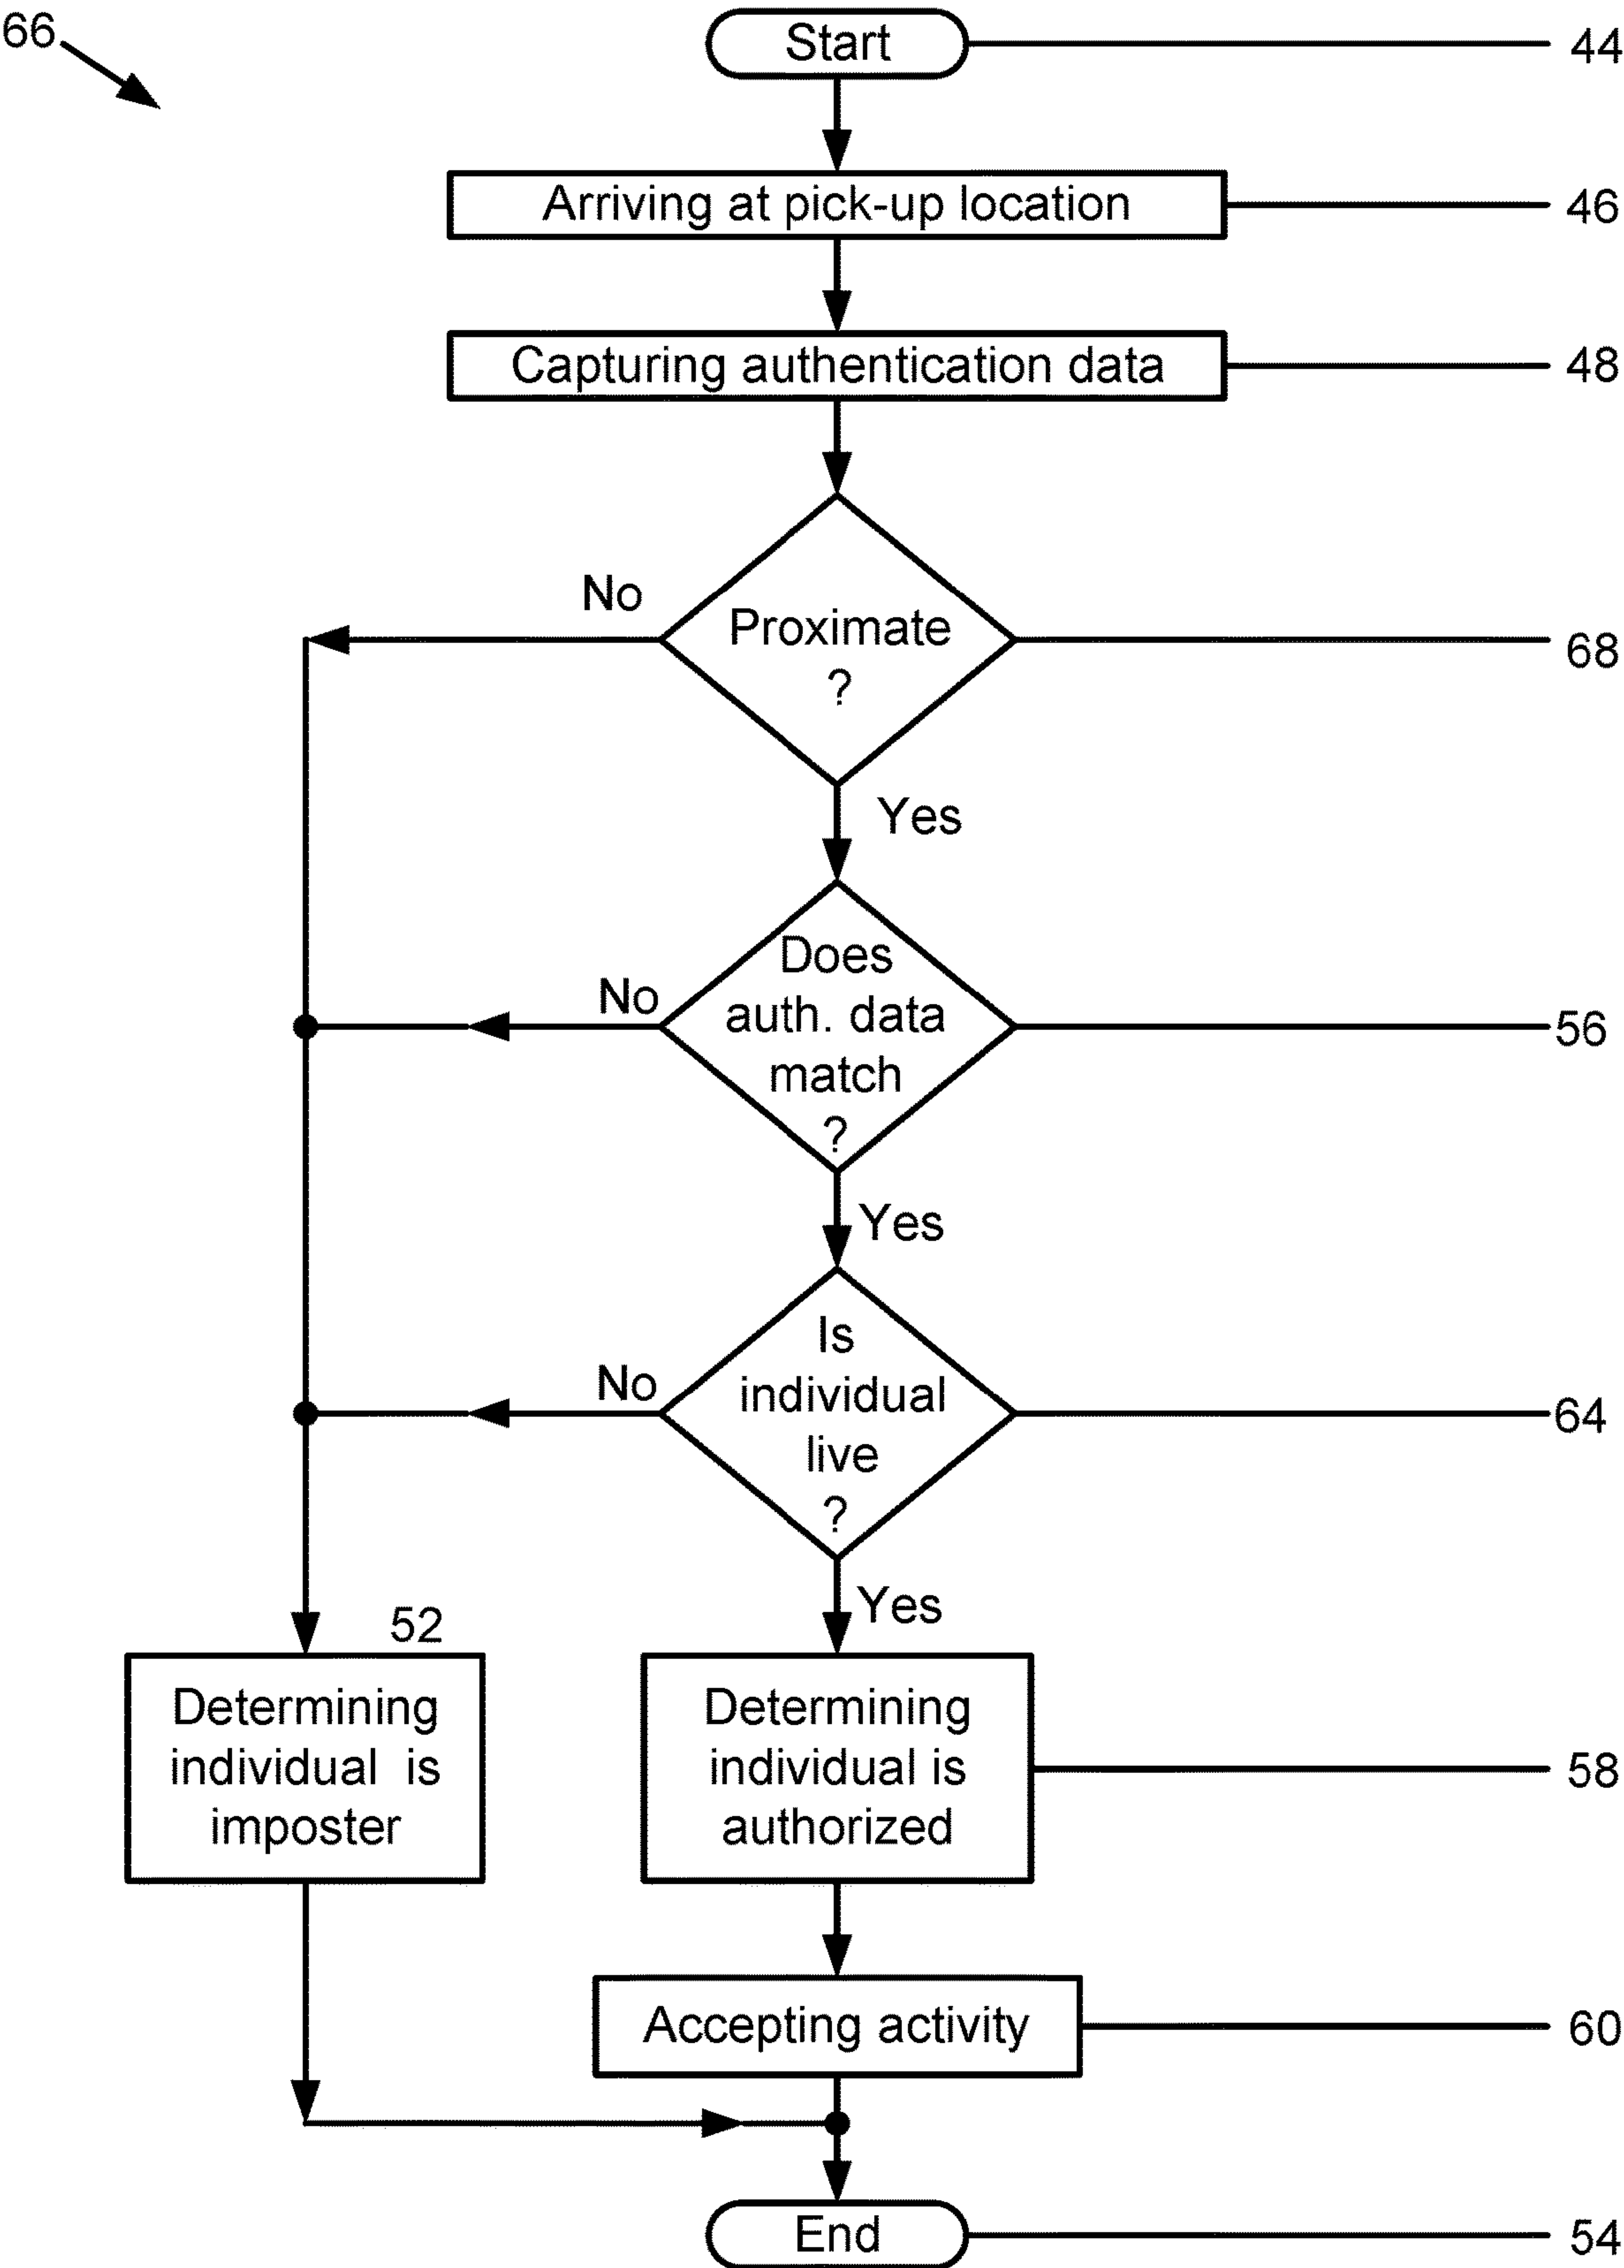 66
Start
44
Arriving at pick-up location
46
Capturing authentication data
48
No
Proximate
?
68
Yes
No
Does
auth. data
match
?
56
Yes
No
Is
individual
live
?
64
Yes
52
Determining
individual is
imposter
Determining
individual is
authorized
58
Accepting activity
60
End
54